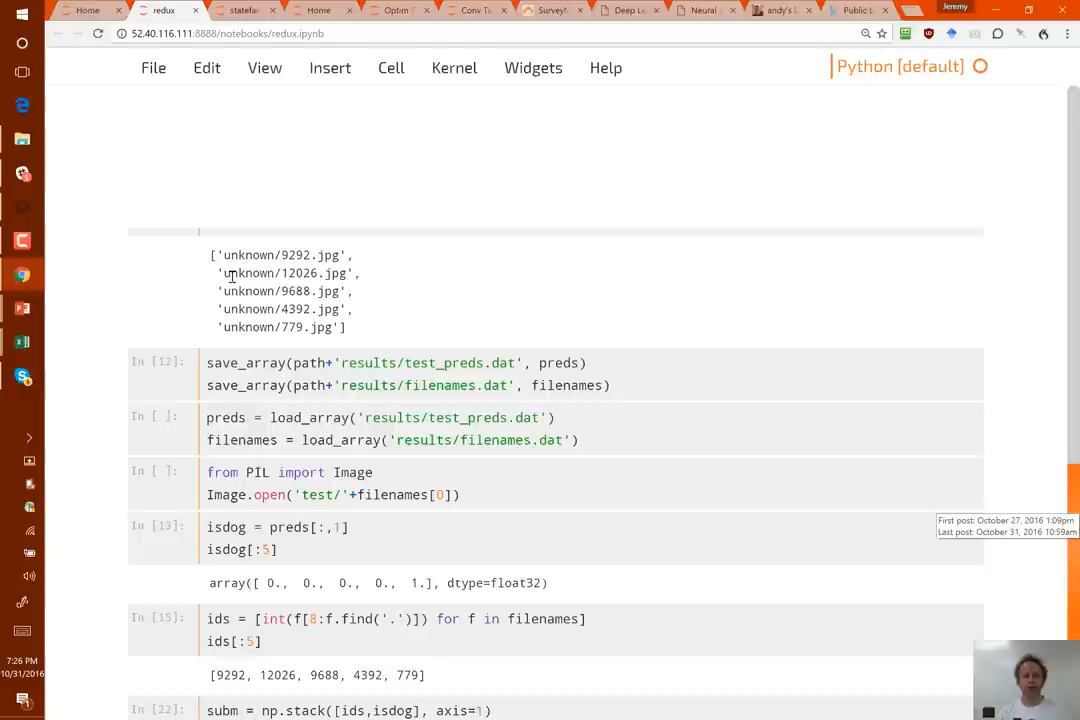 Home
redux
statefar
Home
Optim T
Conv Tu
SurveyM
Deep Le
Neural
andy's
Public L
Jeremy
52.40.116.111:8888/notebooks/redux.ipynb
File Edit View Insert Cell Kernel Widgets Help
Python [default]
['unknown/9292.jpg',
'unknown/12026.jpg',
'unknown/9688.jpg',
'unknown/4392.jpg',
'unknown/779.jpg']
In [12]:
save_array(path+'results/test_preds.dat', preds)
save_array(path+'results/filenames.dat', filenames)
In [ ]:
preds = load_array('results/test_preds.dat')
filenames = load_array('results/filenames.dat')
In [ ]:
from PIL import Image
Image.open('test/'+filenames[0])
In [13]:
isdog = preds[:,1]
isdog[:5]
First post: October 27, 2016 1:09pm
Last post: October 31, 2016 10:59am
array([ 0., 0., 0., 0., 1.], dtype=float32)
In [15]:
ids = [int(f[8:f.find('.')]) for f in filenames]
ids[:5]
[9292, 12026, 9688, 4392, 779]
In [22]:
subm = np.stack([ids,isdog], axis=1)
7:26 PM
10/31/2016